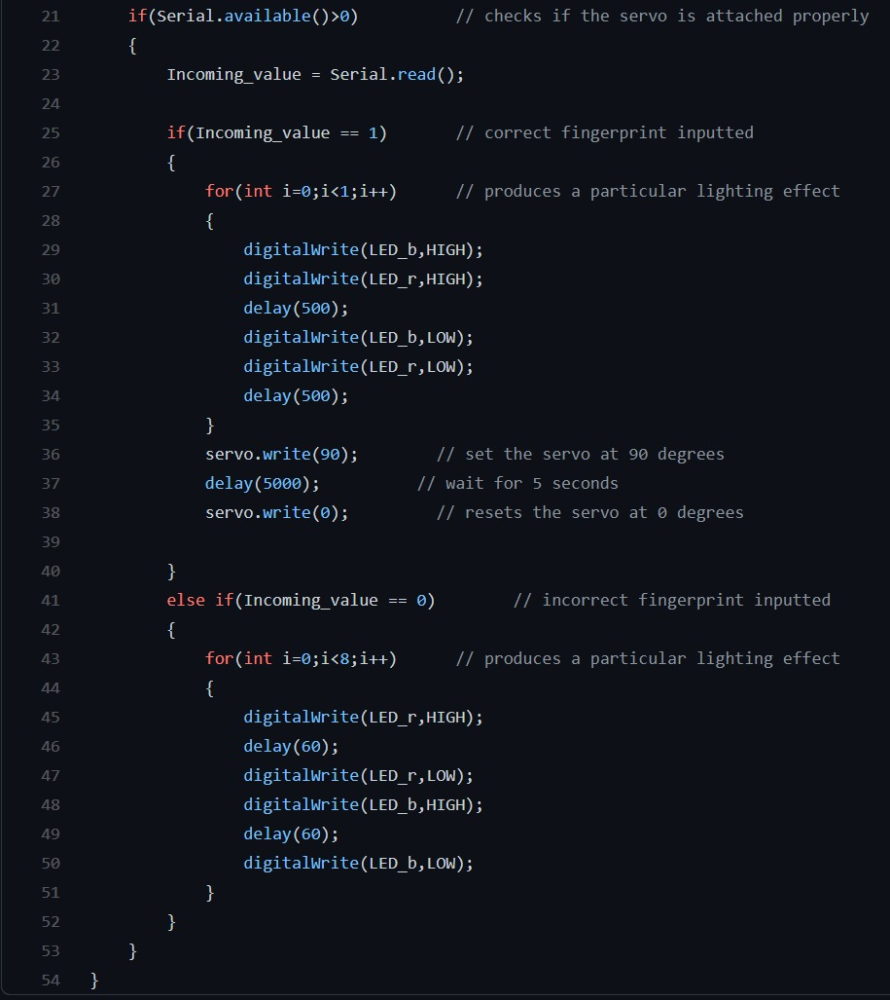 21 if(Serial.available()>0) // checks if the servo is attached properly
22 {
23 Incoming_value = Serial.read();
24
25 if(Incoming_value == 1) // correct fingerprint inputted
26 {
27 for(int i=0;i<1;i++) // produces a particular lighting effect
28 {
29 digitalWrite(LED_b,HIGH);
30 digitalWrite(LED_r,HIGH);
31 delay(500);
32 digitalWrite(LED_b,LOW);
33 digitalWrite(LED_r,LOW);
34 delay(500);
35 }
36 servo.write(90); // set the servo at 90 degrees
37 delay(5000); // wait for 5 seconds
38 servo.write(0); // resets the servo at 0 degrees
39
40 }
41 else if(Incoming_value == 0) // incorrect fingerprint inputted
42 {
43 for(int i=0;i<8;i++) // produces a particular lighting effect
44 {
45 digitalWrite(LED_r,HIGH);
46 delay(60);
47 digitalWrite(LED_r,LOW);
48 digitalWrite(LED_b,HIGH);
49 delay(60);
50 digitalWrite(LED_b,LOW);
51 }
52 }
53 }
54 }